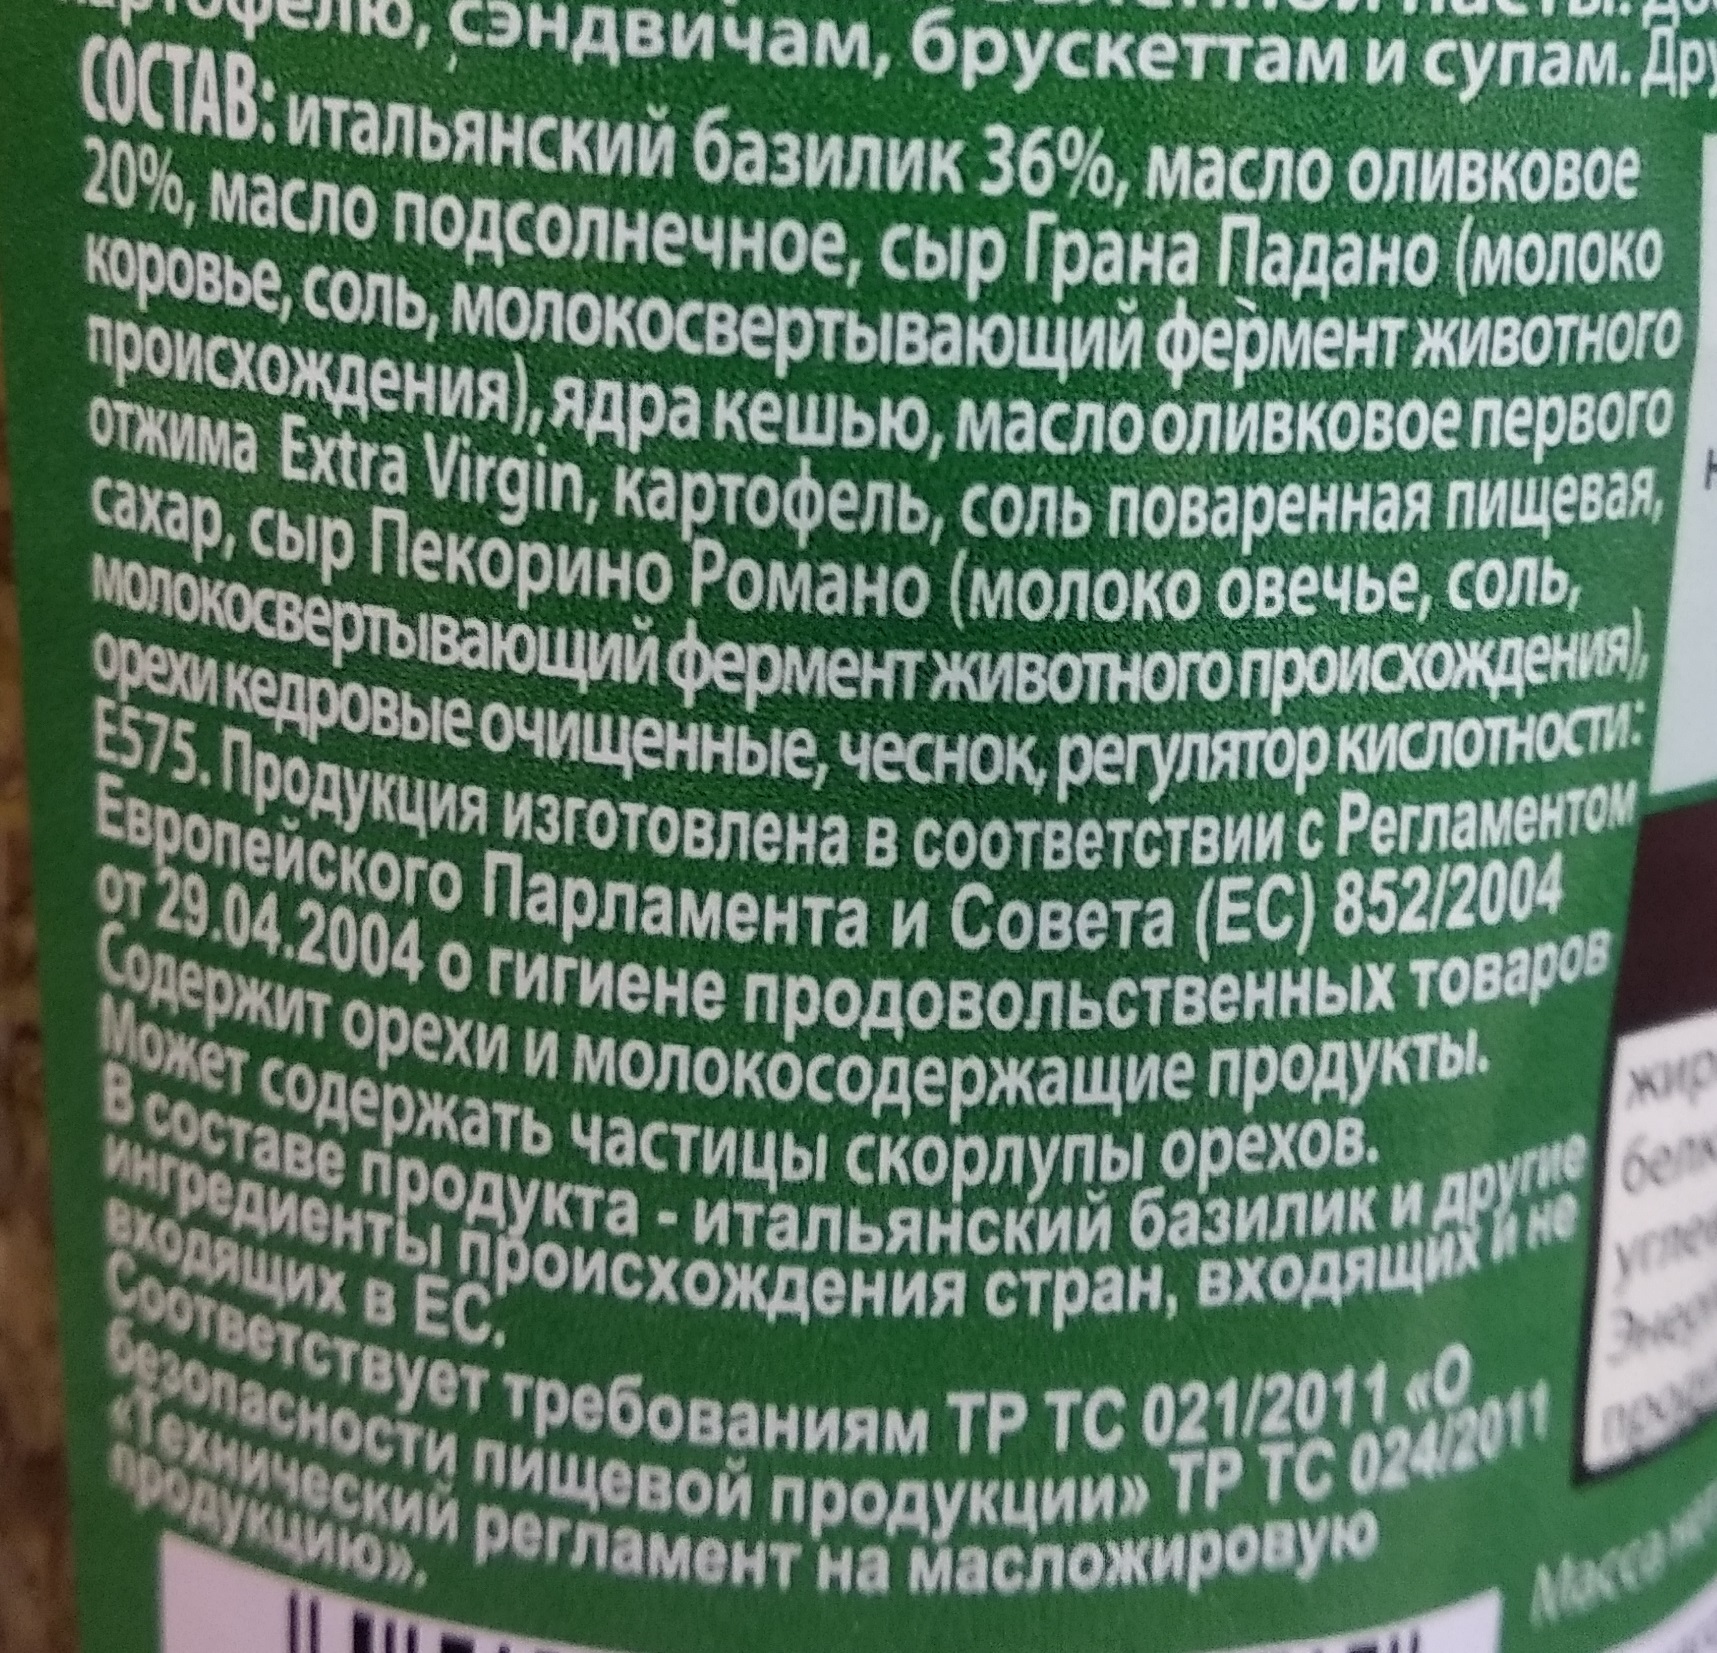 сэндвичам, брускеттам и супам.
СОСТАВ: итальянский базилик 36%, масло оливковое
20%, масло подсолнечное, сыр Грана Падано (молоко
коровье, соль, молокосвертывающий фермент животного
происхождения), ядра кешью, масло оливковое первого
отжима Extra Virgin, картофель, соль поваренная пищевая,
сахар, сыр Пекорино Романо (молоко овечье, соль,
молокосвертывающий фермент животного происхождения),
орехи кедровые очищенные, чеснок, регулятор кислотности:
E575. Продукция изготовлена в соответствии с Регламентом
Европейского Парламента и Совета (ЕС) 852/2004
от 29.04.2004 о гигиене продовольственных товаров
Содержит орехи и молокосодержащие продукты.
Может содержать частицы скорлупы орехов.
В составе продукта - итальянский базилик и другие
ингредиенты происхождения стран, входящих и не
входящих в ЕС.
Соответствует требованиям ТР ТС 021/2011 «О
безопасности пищевой продукции» ТР ТС 024/2011
«Технический регламент на масложировую
продукцию».
Масса